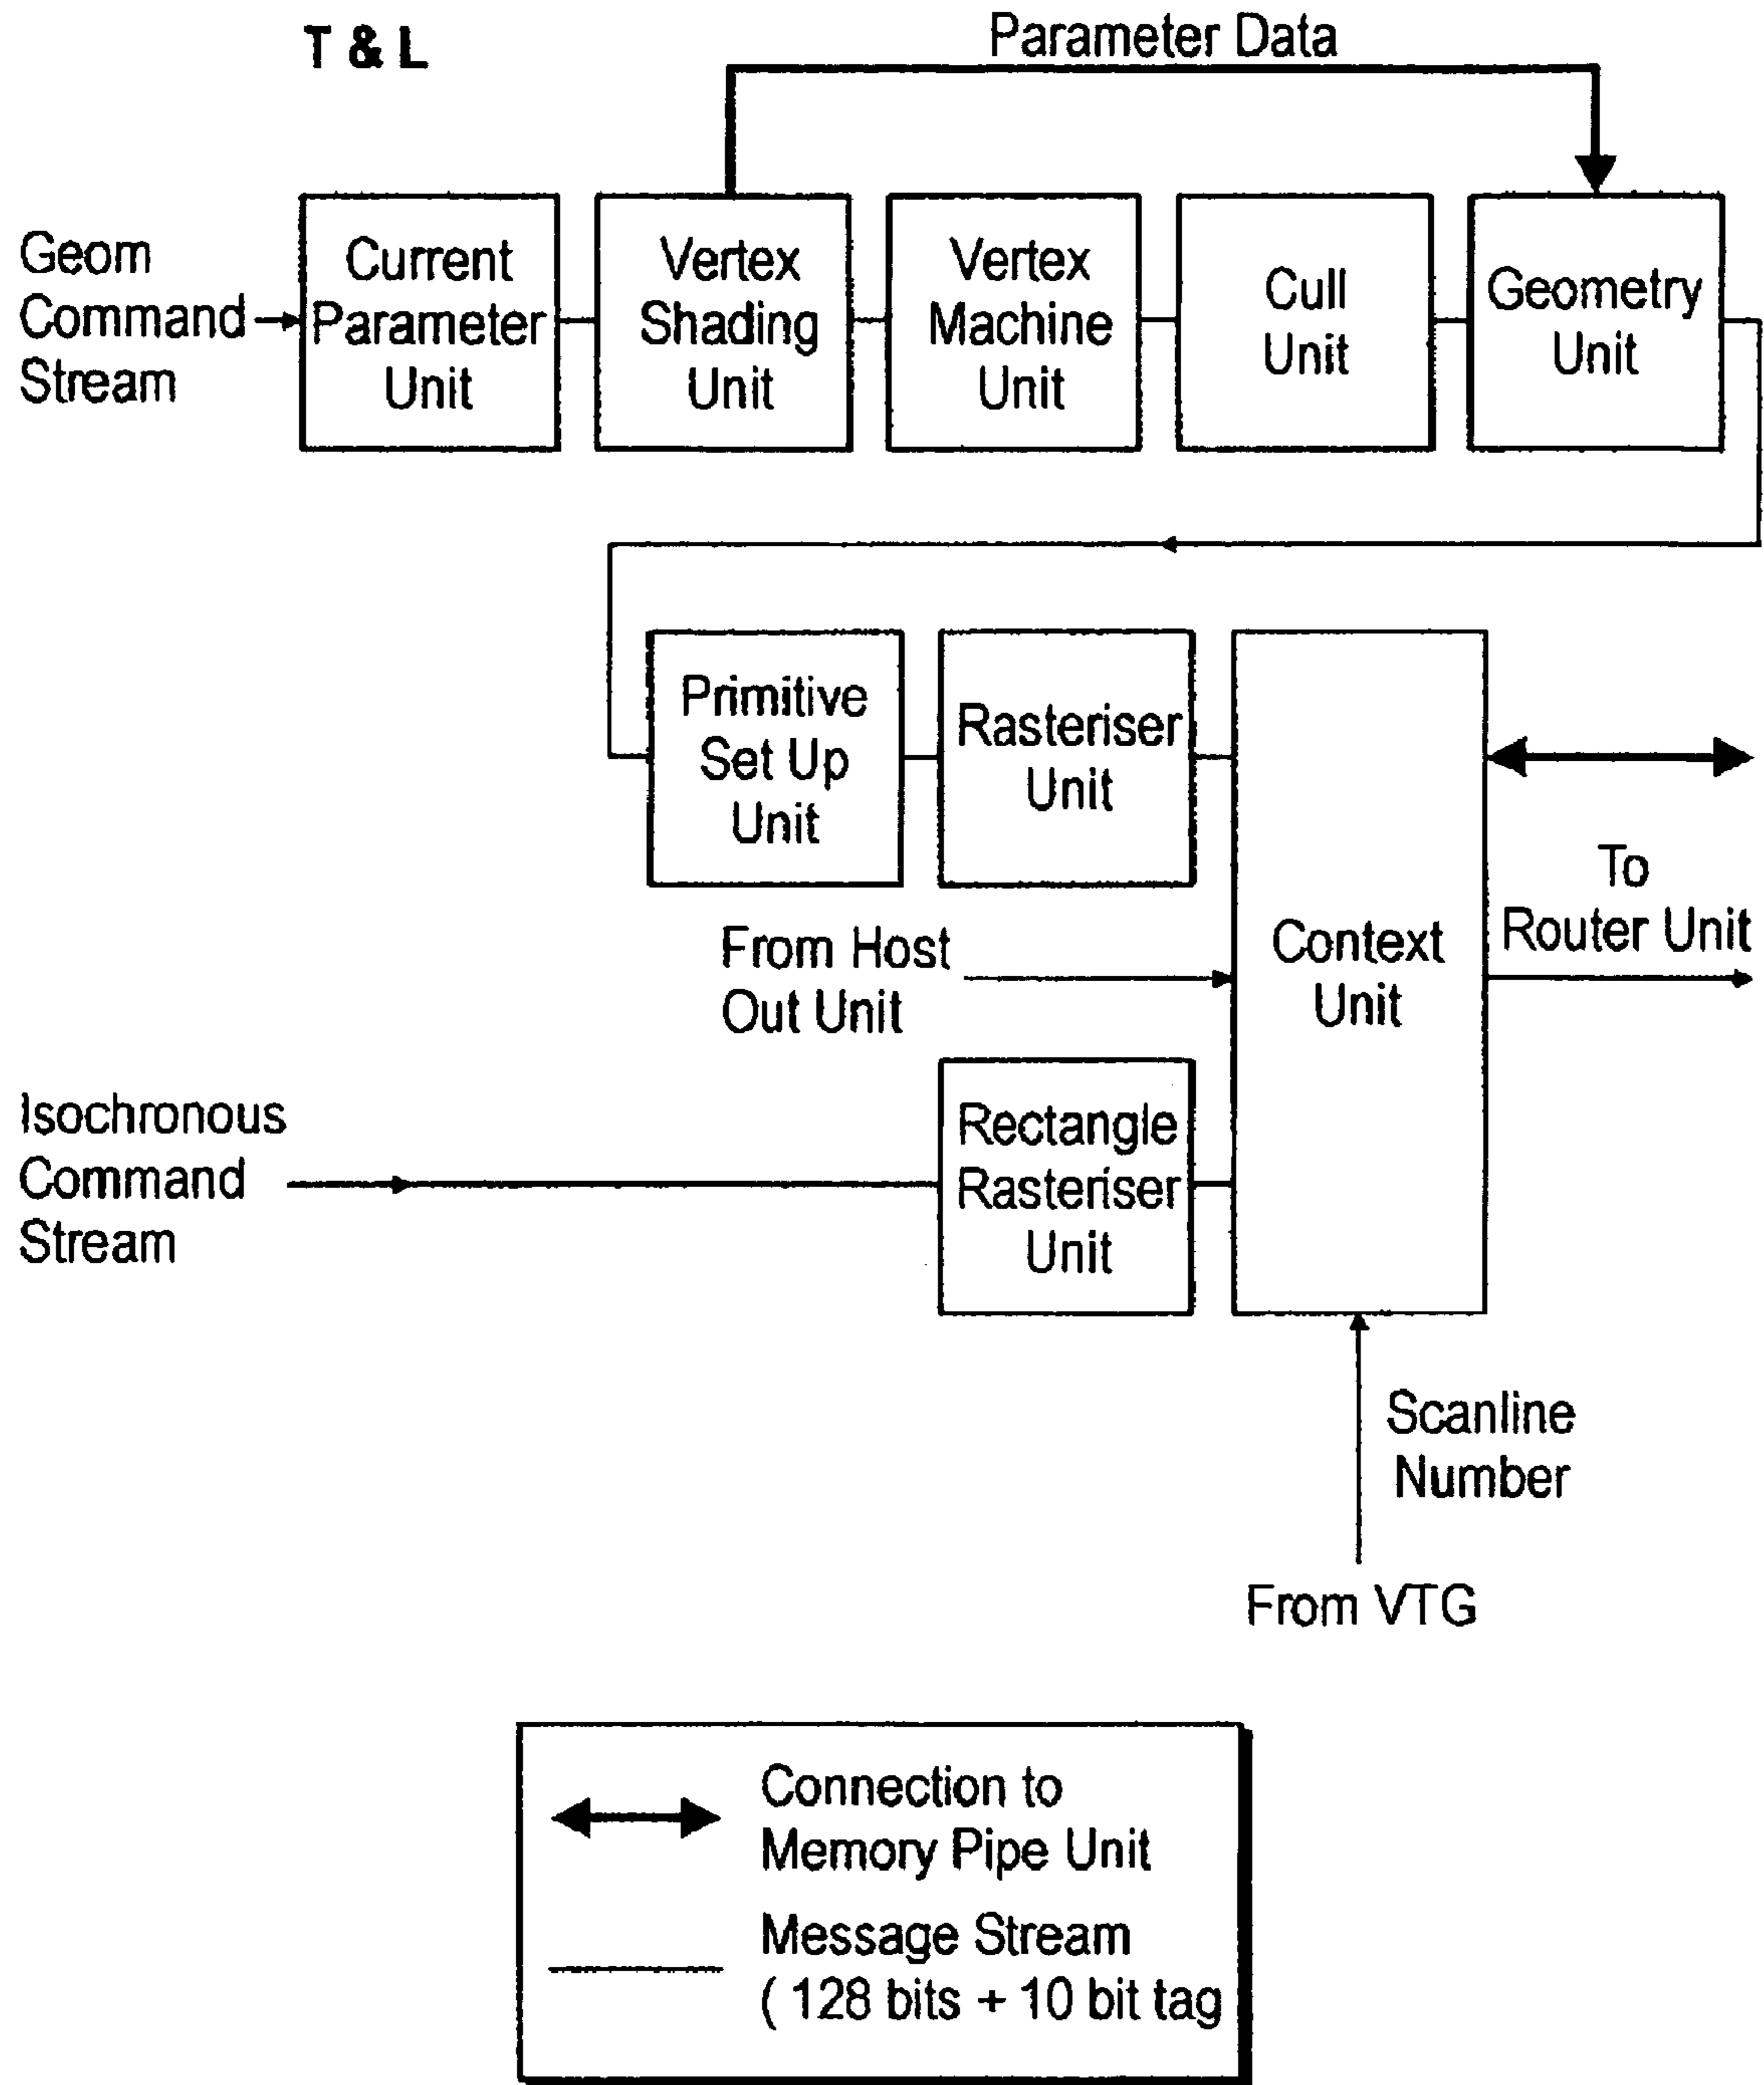 T & L
Parameter Data
Geom
Command
Stream
Current
Parameter
Unit
Vertex
Shading
Unit
Vertex
Machine
Unit
Cull
Unit
Geometry
Unit
Primitive
Set Up
Unit
Rasteriser
Unit
Context
Unit
To
Router Unit
From Host
Out Unit
Isochronous
Command
Stream
Rectangle
Rasteriser
Unit
Scanline
Number
From VTG
Connection to
Memory Pipe Unit
Message Stream
( 128 bits + 10 bit tag